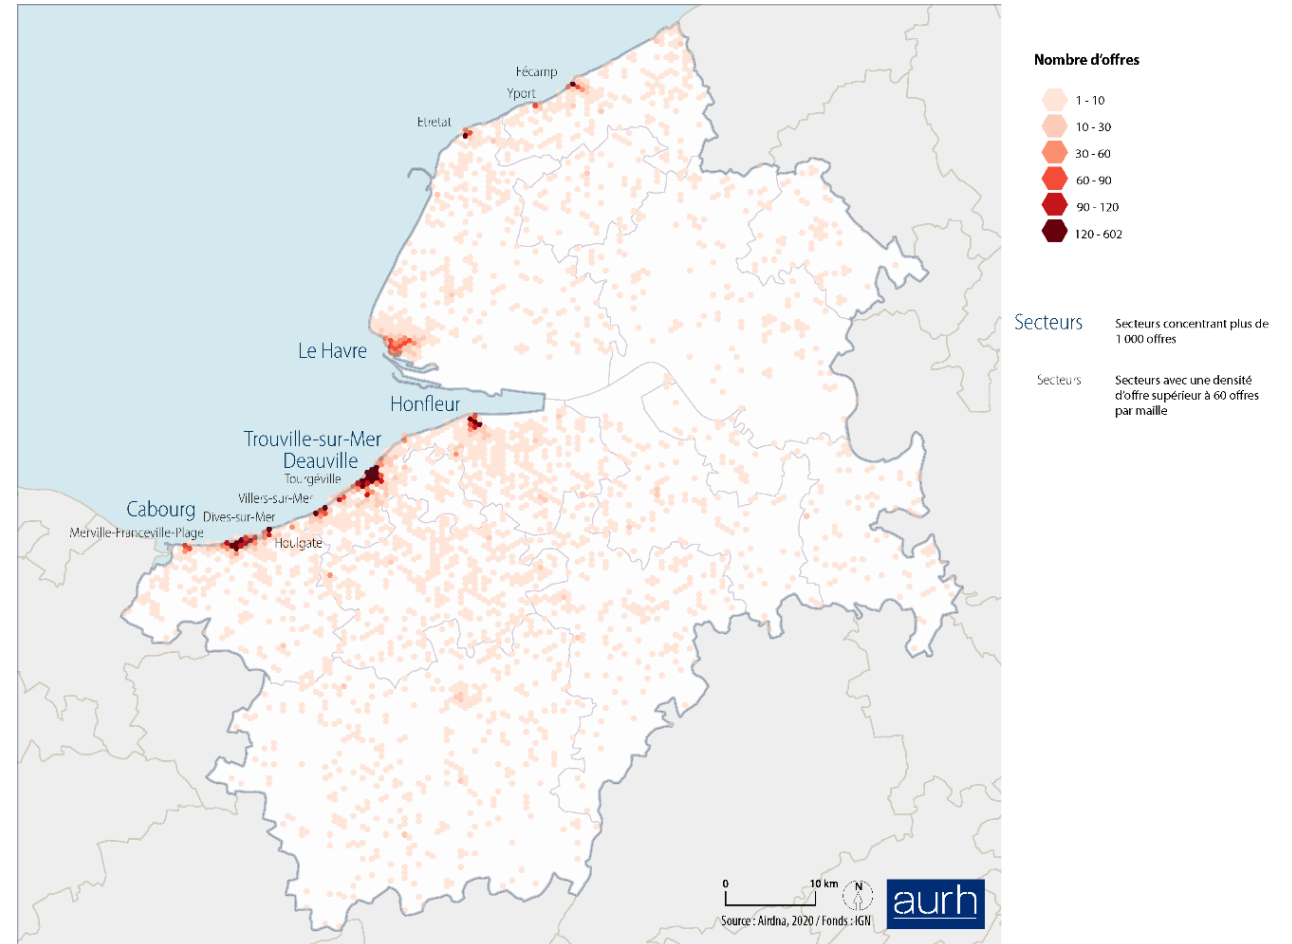 Fécamp
Yport
Etretat
Le Havre
Honfleur
Trouville-sur-Mer
Deauville
Tourgéville
Villers-sur-Mer
Cabourg
Dives-sur-Mer
Merville-Franceville-Plage
Houlgate
Nombre d'offres
1 - 10
10 - 30
30 - 60
60 - 90
90 - 120
120 - 602
Secteurs
Secteurs concentrant plus de
1 000 offres
Secteurs
Secteurs avec une densité
d'offre supérieur à 60 offres
par maille
0 10 km
N
Source : Airdna, 2020 / Fonds : IGN
aurh